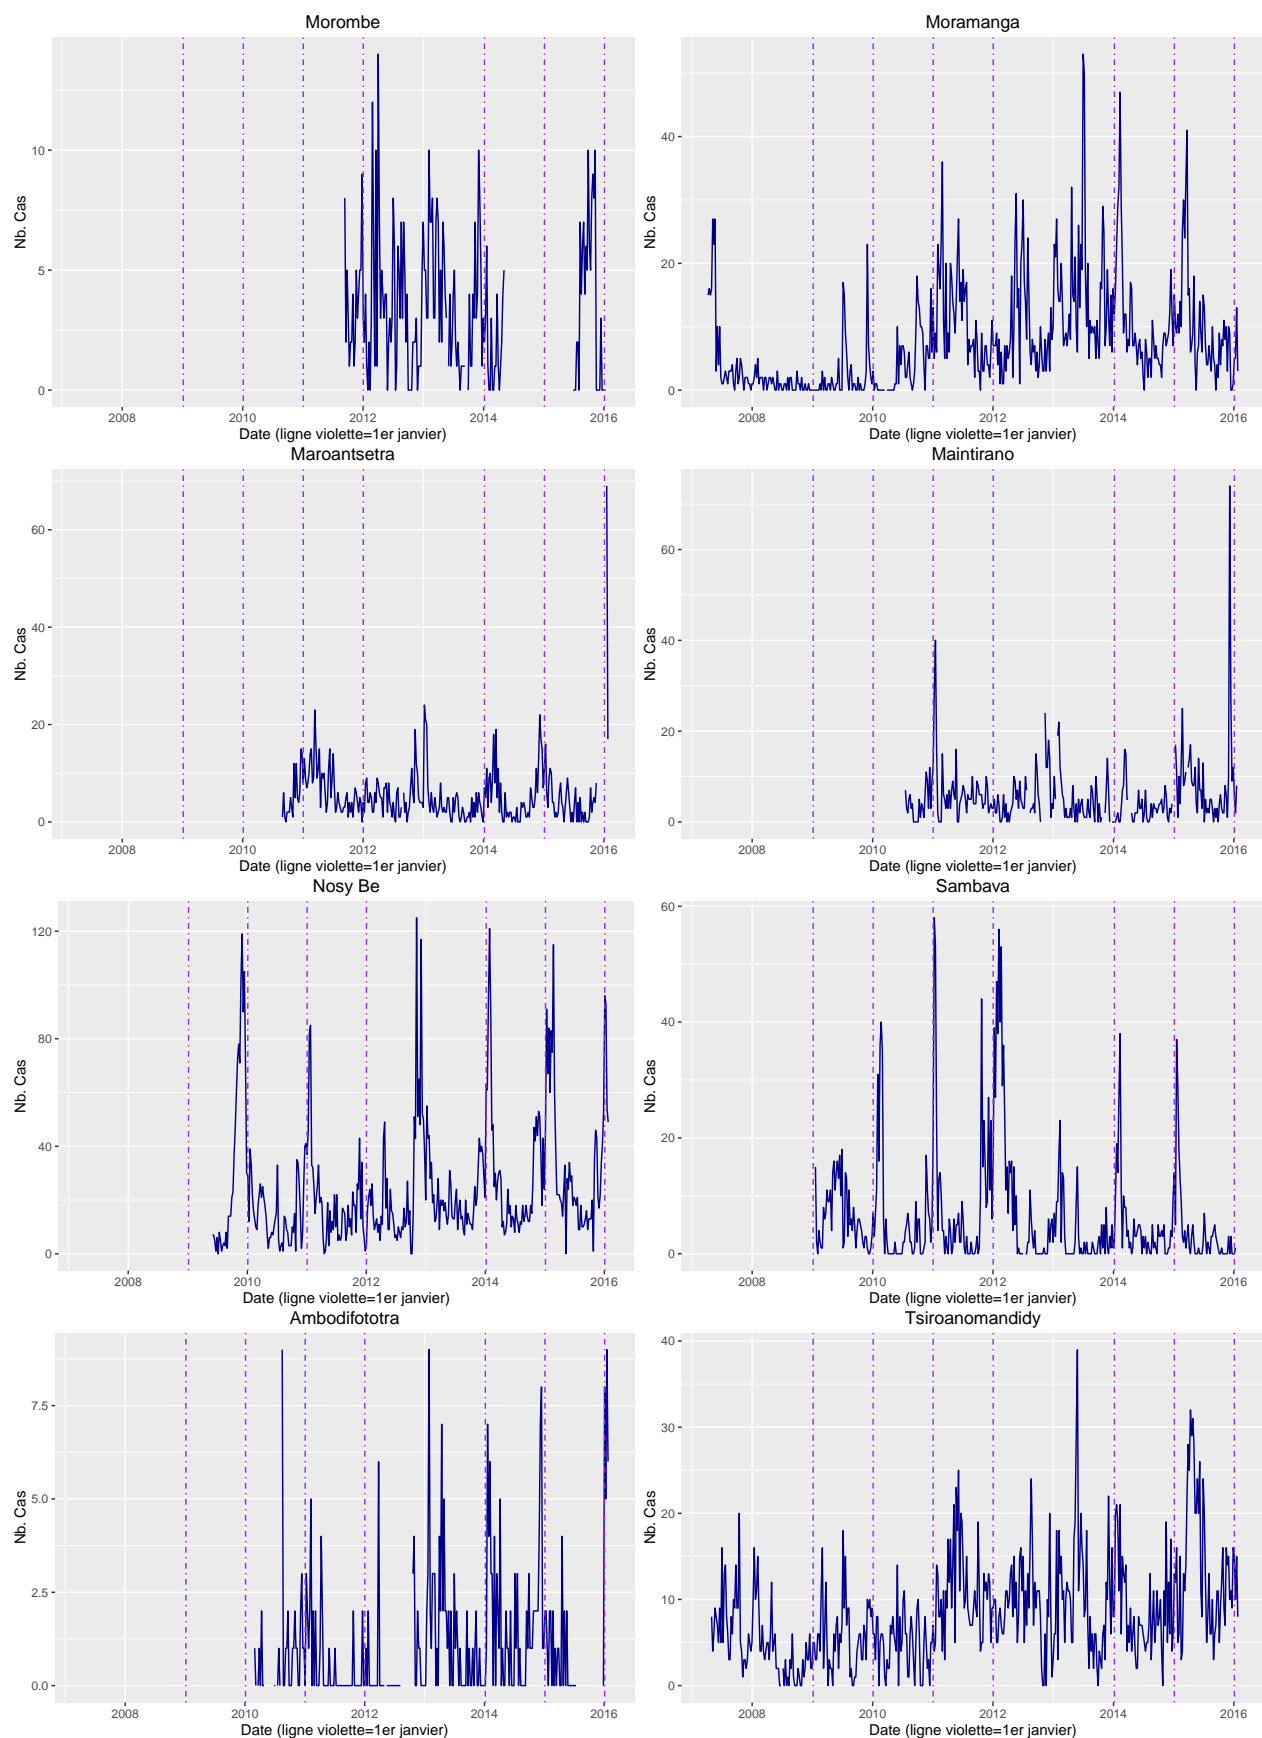 Morombe
Nb. Cas
10
5
0
2008 2010 2012 2014 2016
Date (ligne violette=1er janvier)
Moramanga
Nb. Cas
40
20
0
2008 2010 2012 2014 2016
Date (ligne violette=1er janvier)
Maroantsetra
Nb. Cas
60
40
20
0
2008 2010 2012 2014 2016
Date (ligne violette=1er janvier)
Maintirano
Nb. Cas
60
40
20
0
2008 2010 2012 2014 2016
Date (ligne violette=1er janvier)
Nosy Be
Nb. Cas
120
80
40
0
2008 2010 2012 2014 2016
Date (ligne violette=1er janvier)
Sambava
Nb. Cas
60
40
20
0
2008 2010 2012 2014 2016
Date (ligne violette=1er janvier)
Ambodifototra
Nb. Cas
7.5
5.0
2.5
0.0
2008 2010 2012 2014 2016
Date (ligne violette=1er janvier)
Tsiroanomandidy
Nb. Cas
40
30
20
10
0
2008 2010 2012 2014 2016
Date (ligne violette=1er janvier)